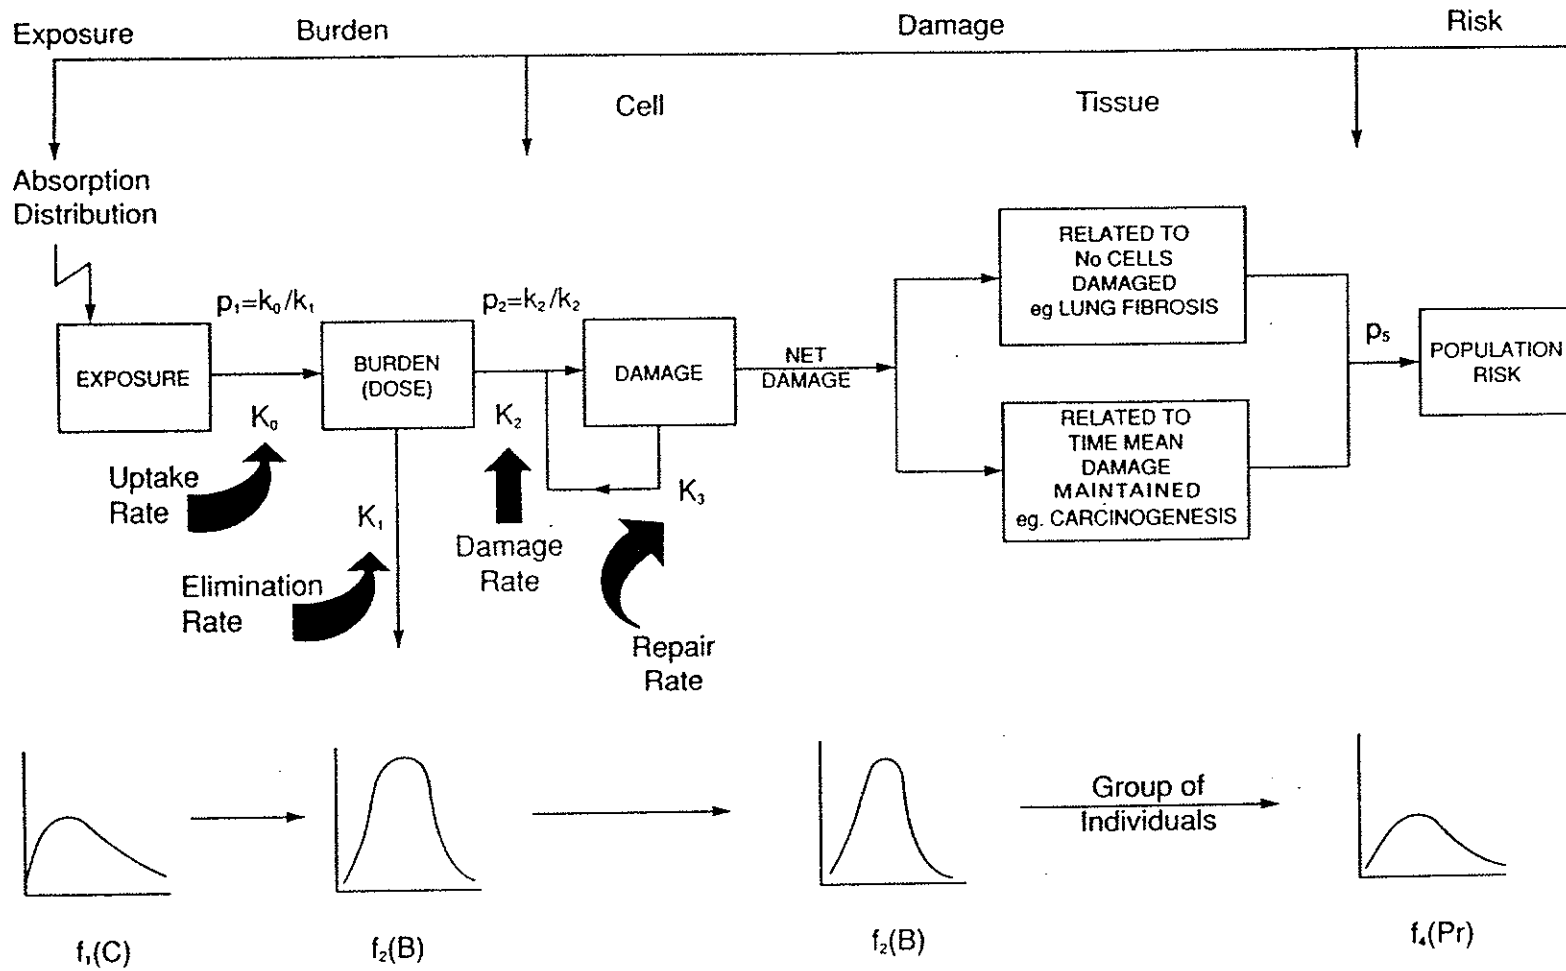 Exposure
Burden
Damage
Risk
Cell
Tissue
Absorption
Distribution
EXPOSURE
p₁=k₀/k₁
K₀
Uptake
Rate
BURDEN
(DOSE)
K₁
Elimination
Rate
p₂=k₂/k₂
K₂
Damage
Rate
DAMAGE
K₃
Repair
Rate
NET
DAMAGE
RELATED TO
No CELLS
DAMAGED
eg LUNG FIBROSIS
RELATED TO
TIME MEAN
DAMAGE
MAINTAINED
eg. CARCINOGENESIS
p₅
POPULATION
RISK
Group of
Individuals
f₁(C)
f₂(B)
f₂(B)
f₄(Pr)